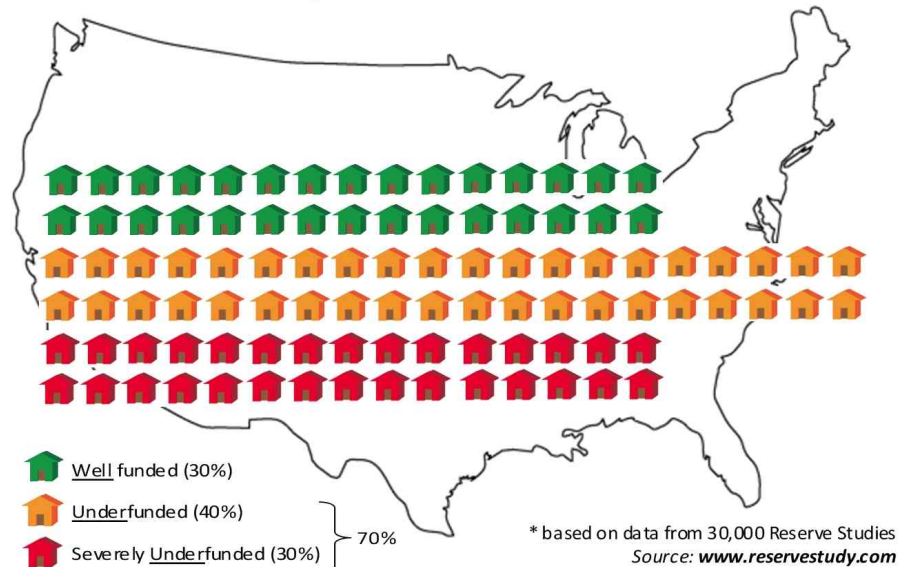 Well funded (30%)
Underfunded (40%)
Severely Underfunded (30%)
70%
* based on data from 30,000 Reserve Studies
Source: www.reservestudy.com